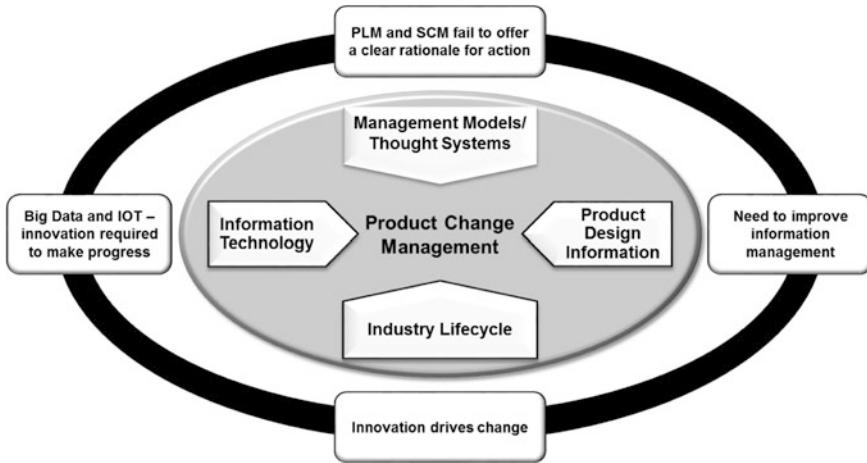 PLM and SCM fail to offer
a clear rationale for action
Management Models/
Thought Systems
Big Data and IOT –
innovation required
to make progress
Information
Technology
Product Change
Management
Product
Design
Information
Need to improve
information
management
Industry Lifecycle
Innovation drives change